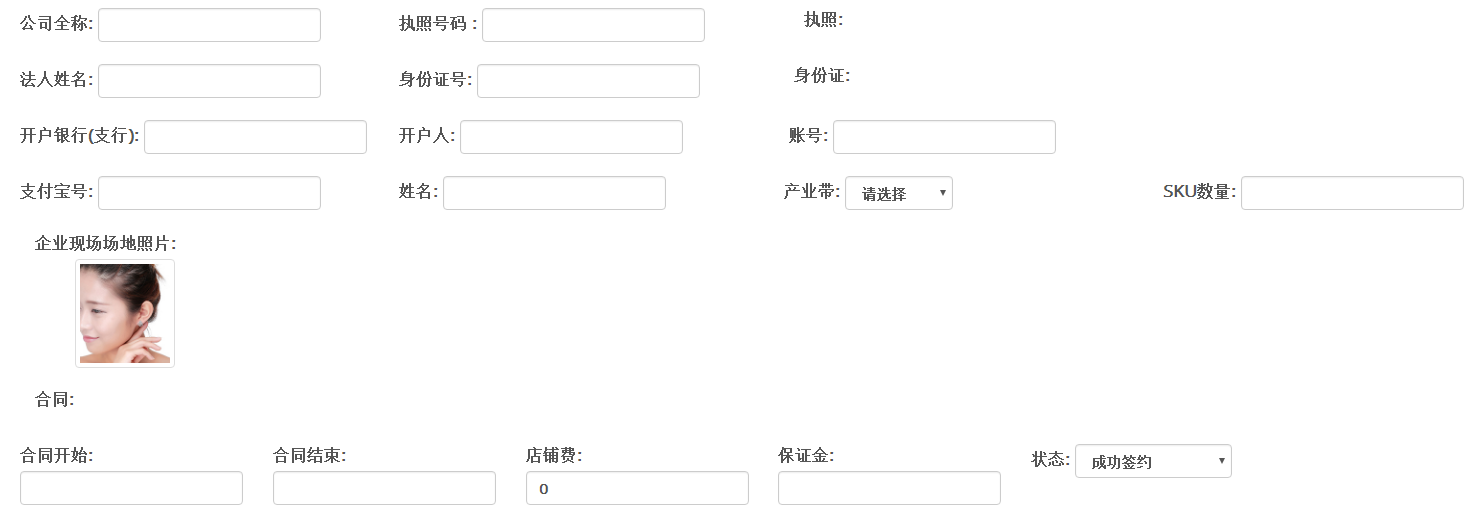 公司全称: 执照号码 : 执照:
法人姓名: 身份证号: 身份证:
开户银行(支行): 开户人: 账号:
支付宝号: 姓名: 产业带: 请选择 SKU数量:
企业现场场地照片:
合同:
合同开始: 合同结束: 店铺费: 保证金: 状态: 成功签约
0